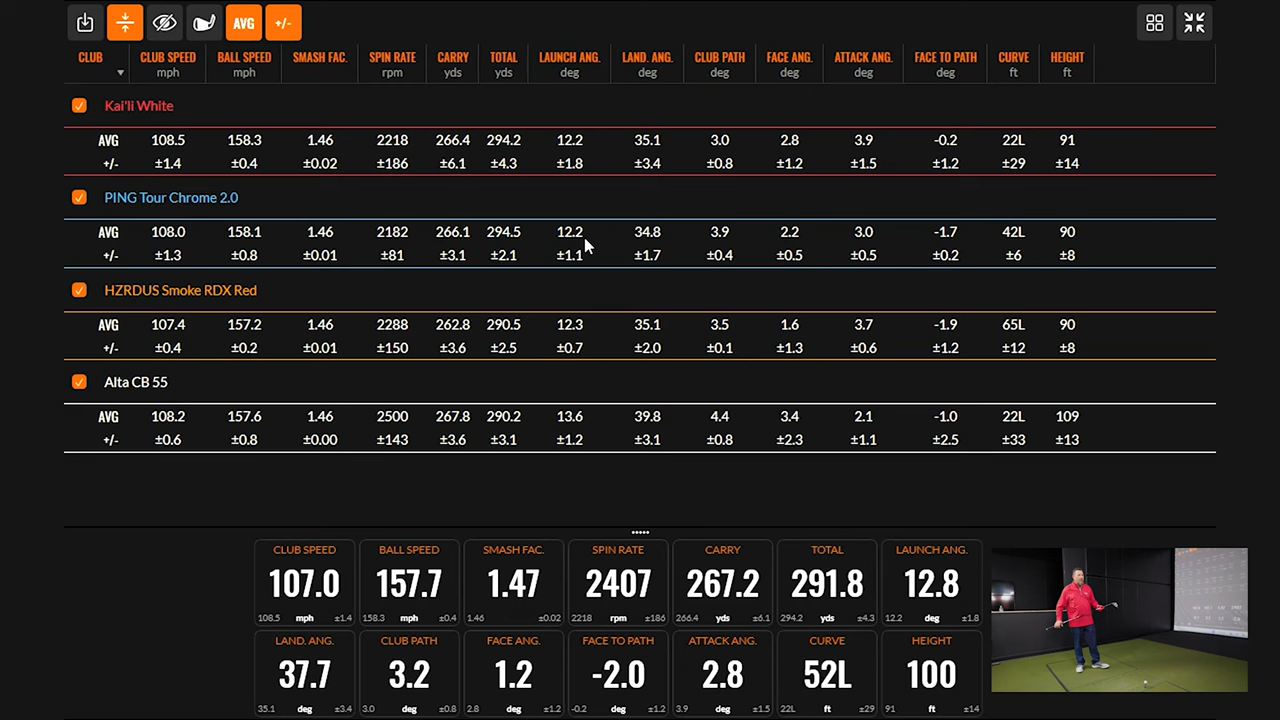 AVG +/-
CLUB CLUB SPEED BALL SPEED SMASH FAC. SPIN RATE CARRY TOTAL LAUNCH ANG. LAND. ANG. CLUB PATH FACE ANG. ATTACK ANG. FACE TO PATH CURVE HEIGHT
mph mph rpm yds yds deg deg deg deg deg deg ft ft
Kai'li White
AVG 108.5 158.3 1.46 2218 266.4 294.2 12.2 35.1 3.0 2.8 3.9 -0.2 22L 91
+/- ±1.4 ±0.4 ±0.02 ±186 ±6.1 ±4.3 ±1.8 ±3.4 ±0.8 ±1.2 ±1.5 ±1.2 ±29 ±14
PING Tour Chrome 2.0
AVG 108.0 158.1 1.46 2182 266.1 294.5 12.2 34.8 3.9 2.2 3.0 -1.7 42L 90
+/- ±1.3 ±0.8 ±0.01 ±81 ±3.1 ±2.1 ±1.1 ±1.7 ±0.4 ±0.5 ±0.5 ±0.2 ±6 ±8
HZRDUS Smoke RDX Red
AVG 107.4 157.2 1.46 2288 262.8 290.5 12.3 35.1 3.5 1.6 3.7 -1.9 65L 90
+/- ±0.4 ±0.2 ±0.01 ±150 ±3.6 ±2.5 ±0.7 ±2.0 ±0.1 ±1.3 ±0.6 ±1.2 ±12 ±8
Alta CB 55
AVG 108.2 157.6 1.46 2500 267.8 290.2 13.6 39.8 4.4 3.4 2.1 -1.0 22L 109
+/- ±0.6 ±0.8 ±0.00 ±143 ±3.6 ±3.1 ±1.2 ±3.1 ±0.8 ±2.3 ±1.1 ±2.5 ±33 ±13
CLUB SPEED BALL SPEED SMASH FAC. SPIN RATE CARRY TOTAL LAUNCH ANG.
107.0 157.7 1.47 2407 267.2 291.8 12.8
108.5 mph ±1.4 158.3 mph ±0.4 1.46 ±0.02 2218 rpm ±186 266.4 yds ±6.1 294.2 yds ±4.3 12.2 deg ±1.8
LAND. ANG. CLUB PATH FACE ANG. FACE TO PATH ATTACK ANG. CURVE HEIGHT
37.7 3.2 1.2 -2.0 2.8 52L 100
35.1 deg ±3.4 3.0 deg ±0.8 2.8 deg ±1.2 -0.2 deg ±1.2 3.9 deg ±1.5 22L ft ±29 91 ft ±14